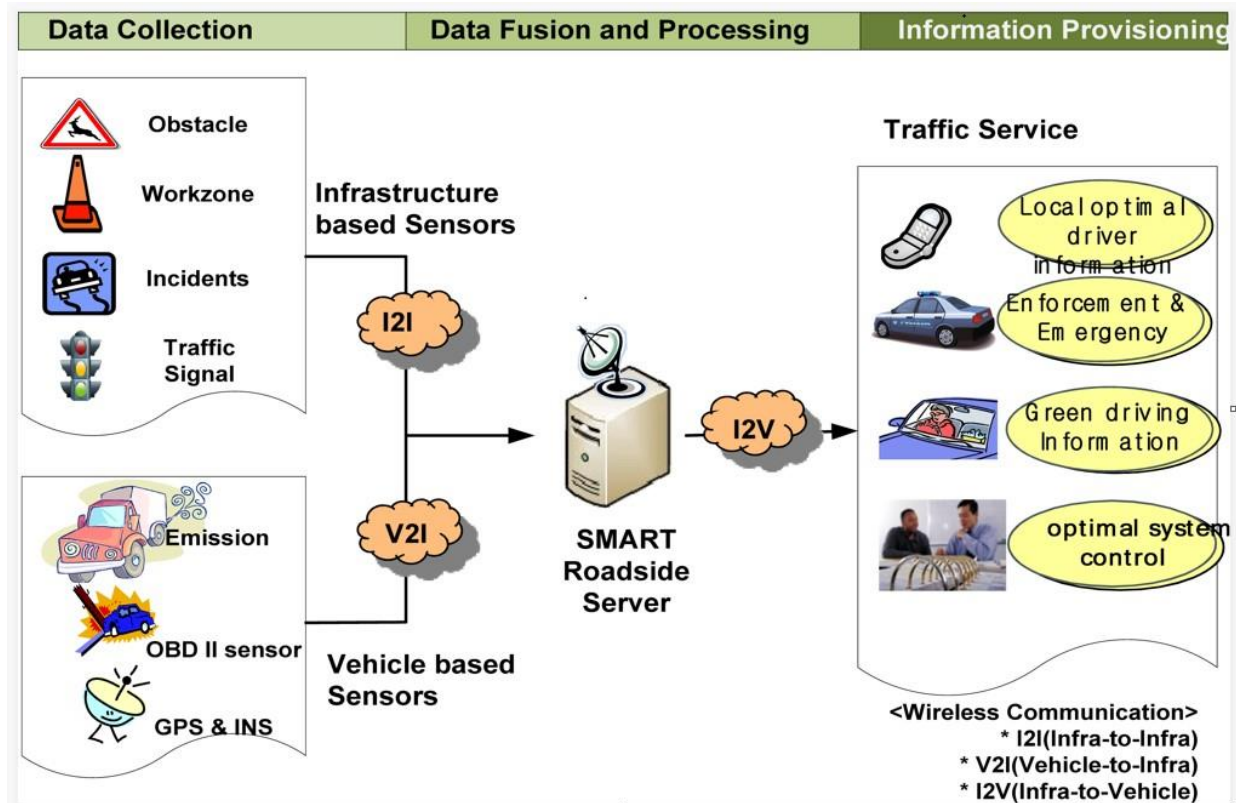 Data Collection
Data Fusion and Processing
Information Provisioning
Obstacle
Workzone
Incidents
Traffic
Signal
Infrastructure
based Sensors
I2I
Emission
OBD II sensor
GPS & INS
V2I
Vehicle based
Sensors
SMART
Roadside
Server
I2V
Traffic Service
Local optimal
driver
information
Enforcement &
Emergency
Green driving
Information
optimal system
control
<Wireless Communication>
* I2I(Infra-to-Infra)
* V2I(Vehicle-to-Infra)
* I2V(Infra-to-Vehicle)